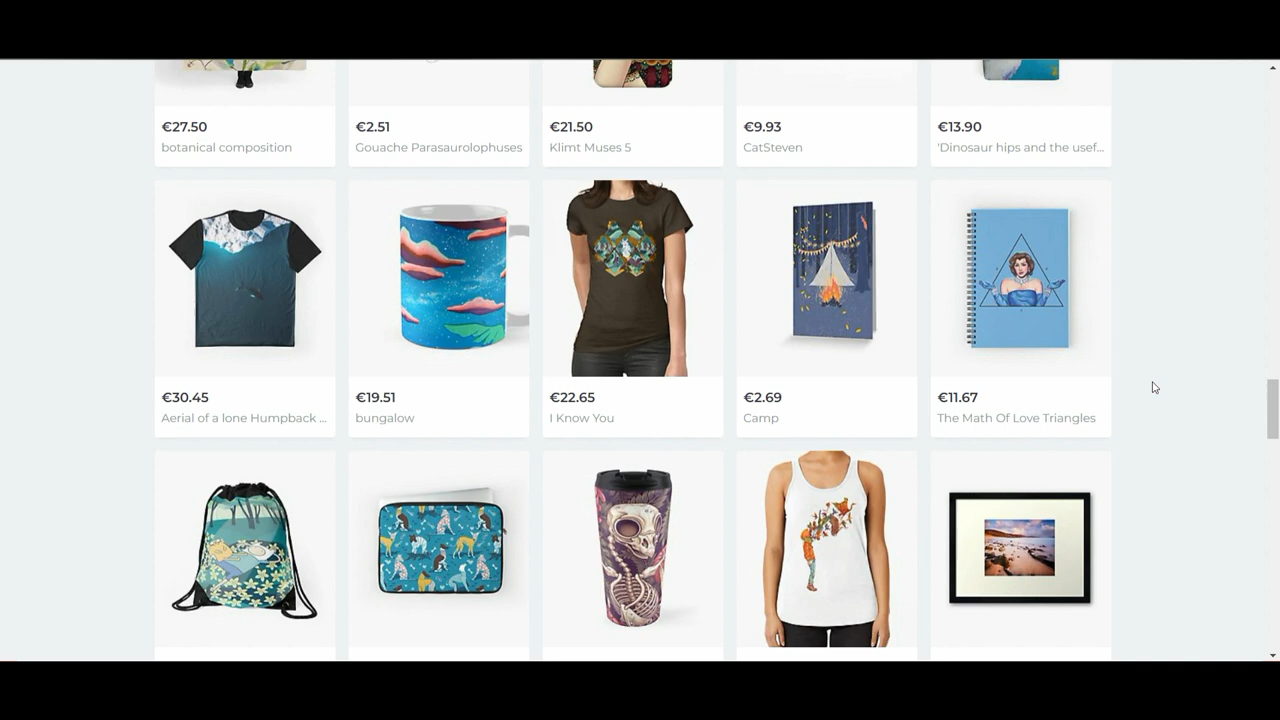 €27.50
botanical composition
€2.51
Gouache Parasaurolophuses
€21.50
Klimt Muses 5
€9.93
CatSteven
€13.90
'Dinosaur hips and the usef...
€30.45
Aerial of a lone Humpback ...
€19.51
bungalow
€22.65
I Know You
€2.69
Camp
€11.67
The Math Of Love Triangles